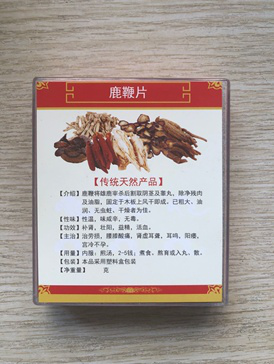 鹿鞭片
【传统天然产品】
【介绍】鹿鞭将雄鹿宰杀后割取阴茎及睾丸，除净残肉
及油脂，固定于木板上风干即成。已粗大、油
润、无虫蛀、干燥者为佳。
【性味】性温，味咸辛，无毒。
【功效】补肾，壮阳，益精，活血。
【主治】治劳损，腰膝酸痛，肾虚耳聋，耳鸣，阳痿，
宫冷不孕。
【用量】内服：煎汤，2-5钱；煮食、熬膏或入丸、散。
【包装】本品采用塑料盒包装
【净重量】 克